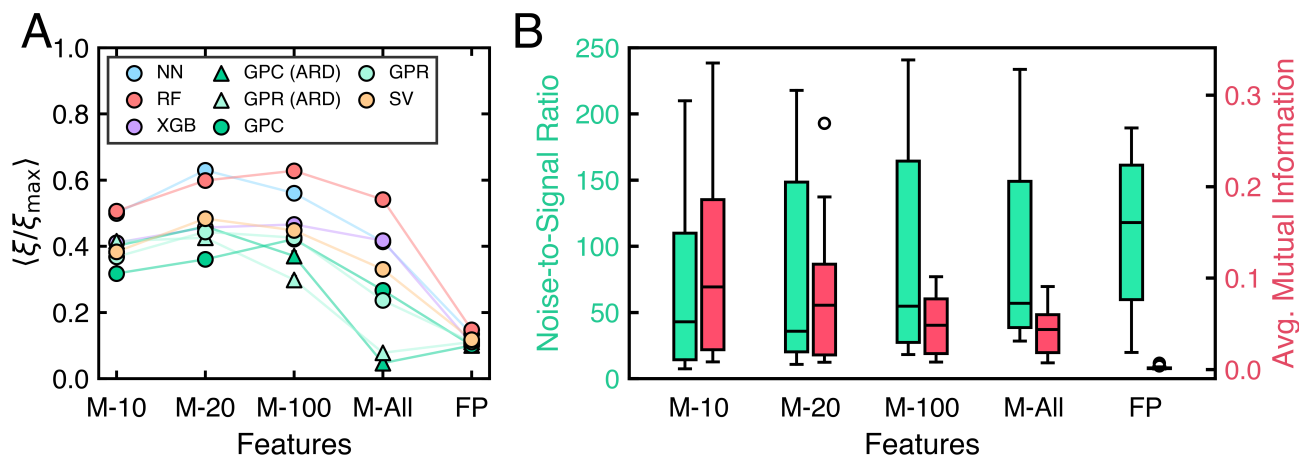 A
1.0
0.8
0.6
0.4
0.2
0.0
⟨ξ/ξmax⟩
NN
RF
XGB
GPC (ARD)
GPR (ARD)
GPC
GPR
SV
M-10 M-20 M-100 M-All FP
Features
B
250
200
150
100
50
0
Noise-to-Signal Ratio
0.3
0.2
0.1
0.0
Avg. Mutual Information
M-10 M-20 M-100 M-All FP
Features